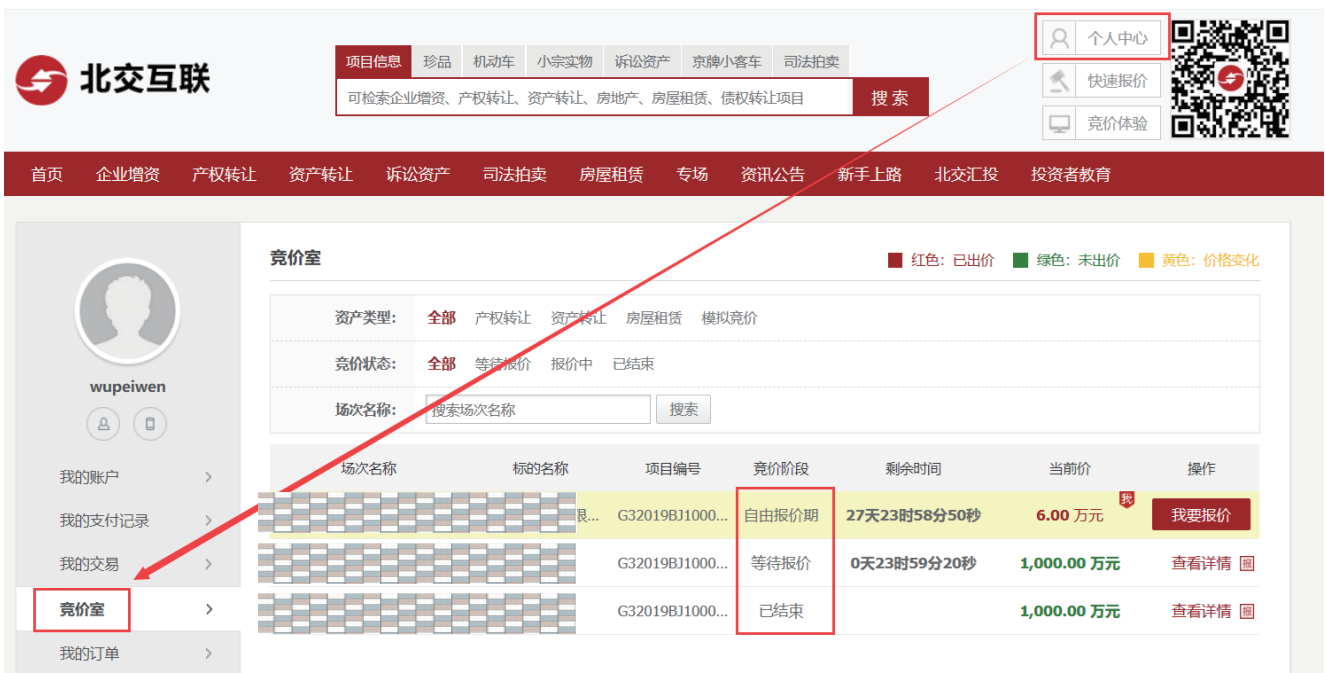 个人中心
北交互联
项目信息 珍品 机动车 小宗实物 诉讼资产 京牌小客车 司法拍卖
快速报价
可检索企业增资、产权转让、资产转让、房地产、房屋租赁、债权转让项目 搜 索
竞价体验
首页 企业增资 产权转让 资产转让 诉讼资产 司法拍卖 房屋租赁 专场 资讯公告 新手上路 北交汇投 投资者教育
竞价室 红色：已出价 绿色：未出价 黄色：价格变化
资产类型： 全部 产权转让 资产转让 房屋租赁 模拟竞价
竞价状态： 全部 等待报价 报价中 已结束
场次名称： 搜索场次名称 搜索
wupeiwen
我的账户
我的支付记录
我的交易
竞价室
我的订单
场次名称 标的名称 项目编号 竞价阶段 剩余时间 当前价 操作
限... G32019BJ1000... 自由报价期 27天23时58分50秒 6.00 万元 我 我要报价
G32019BJ1000... 等待报价 0天23时59分20秒 1,000.00 万元 查看详情 报
G32019BJ1000... 已结束 1,000.00 万元 查看详情 报